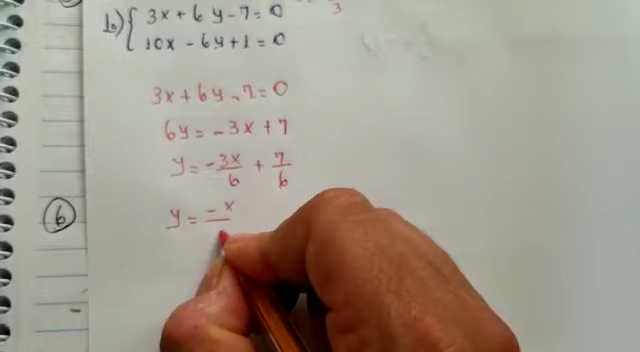 b) { 3x + 6y - 7 = 0
10x - 6y + 1 = 0
3
3x + 6y - 7 = 0
6y = -3x + 7
y = -3x/6 + 7/6
6
y = -x